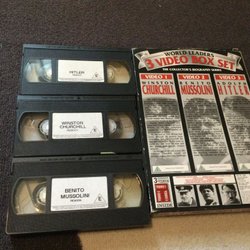 HITLER
WINSTON
CHURCHILL
BENITO
MUSSOLINI
WORLD LEADERS
3 VIDEO BOX SET
THE COLLECTOR'S BIOGRAPHY SERIES
VIDEO 1
VIDEO 2
VIDEO 3
WINSTON
CHURCHILL
BENITO
MUSSOLINI
ADOLF
HITLER